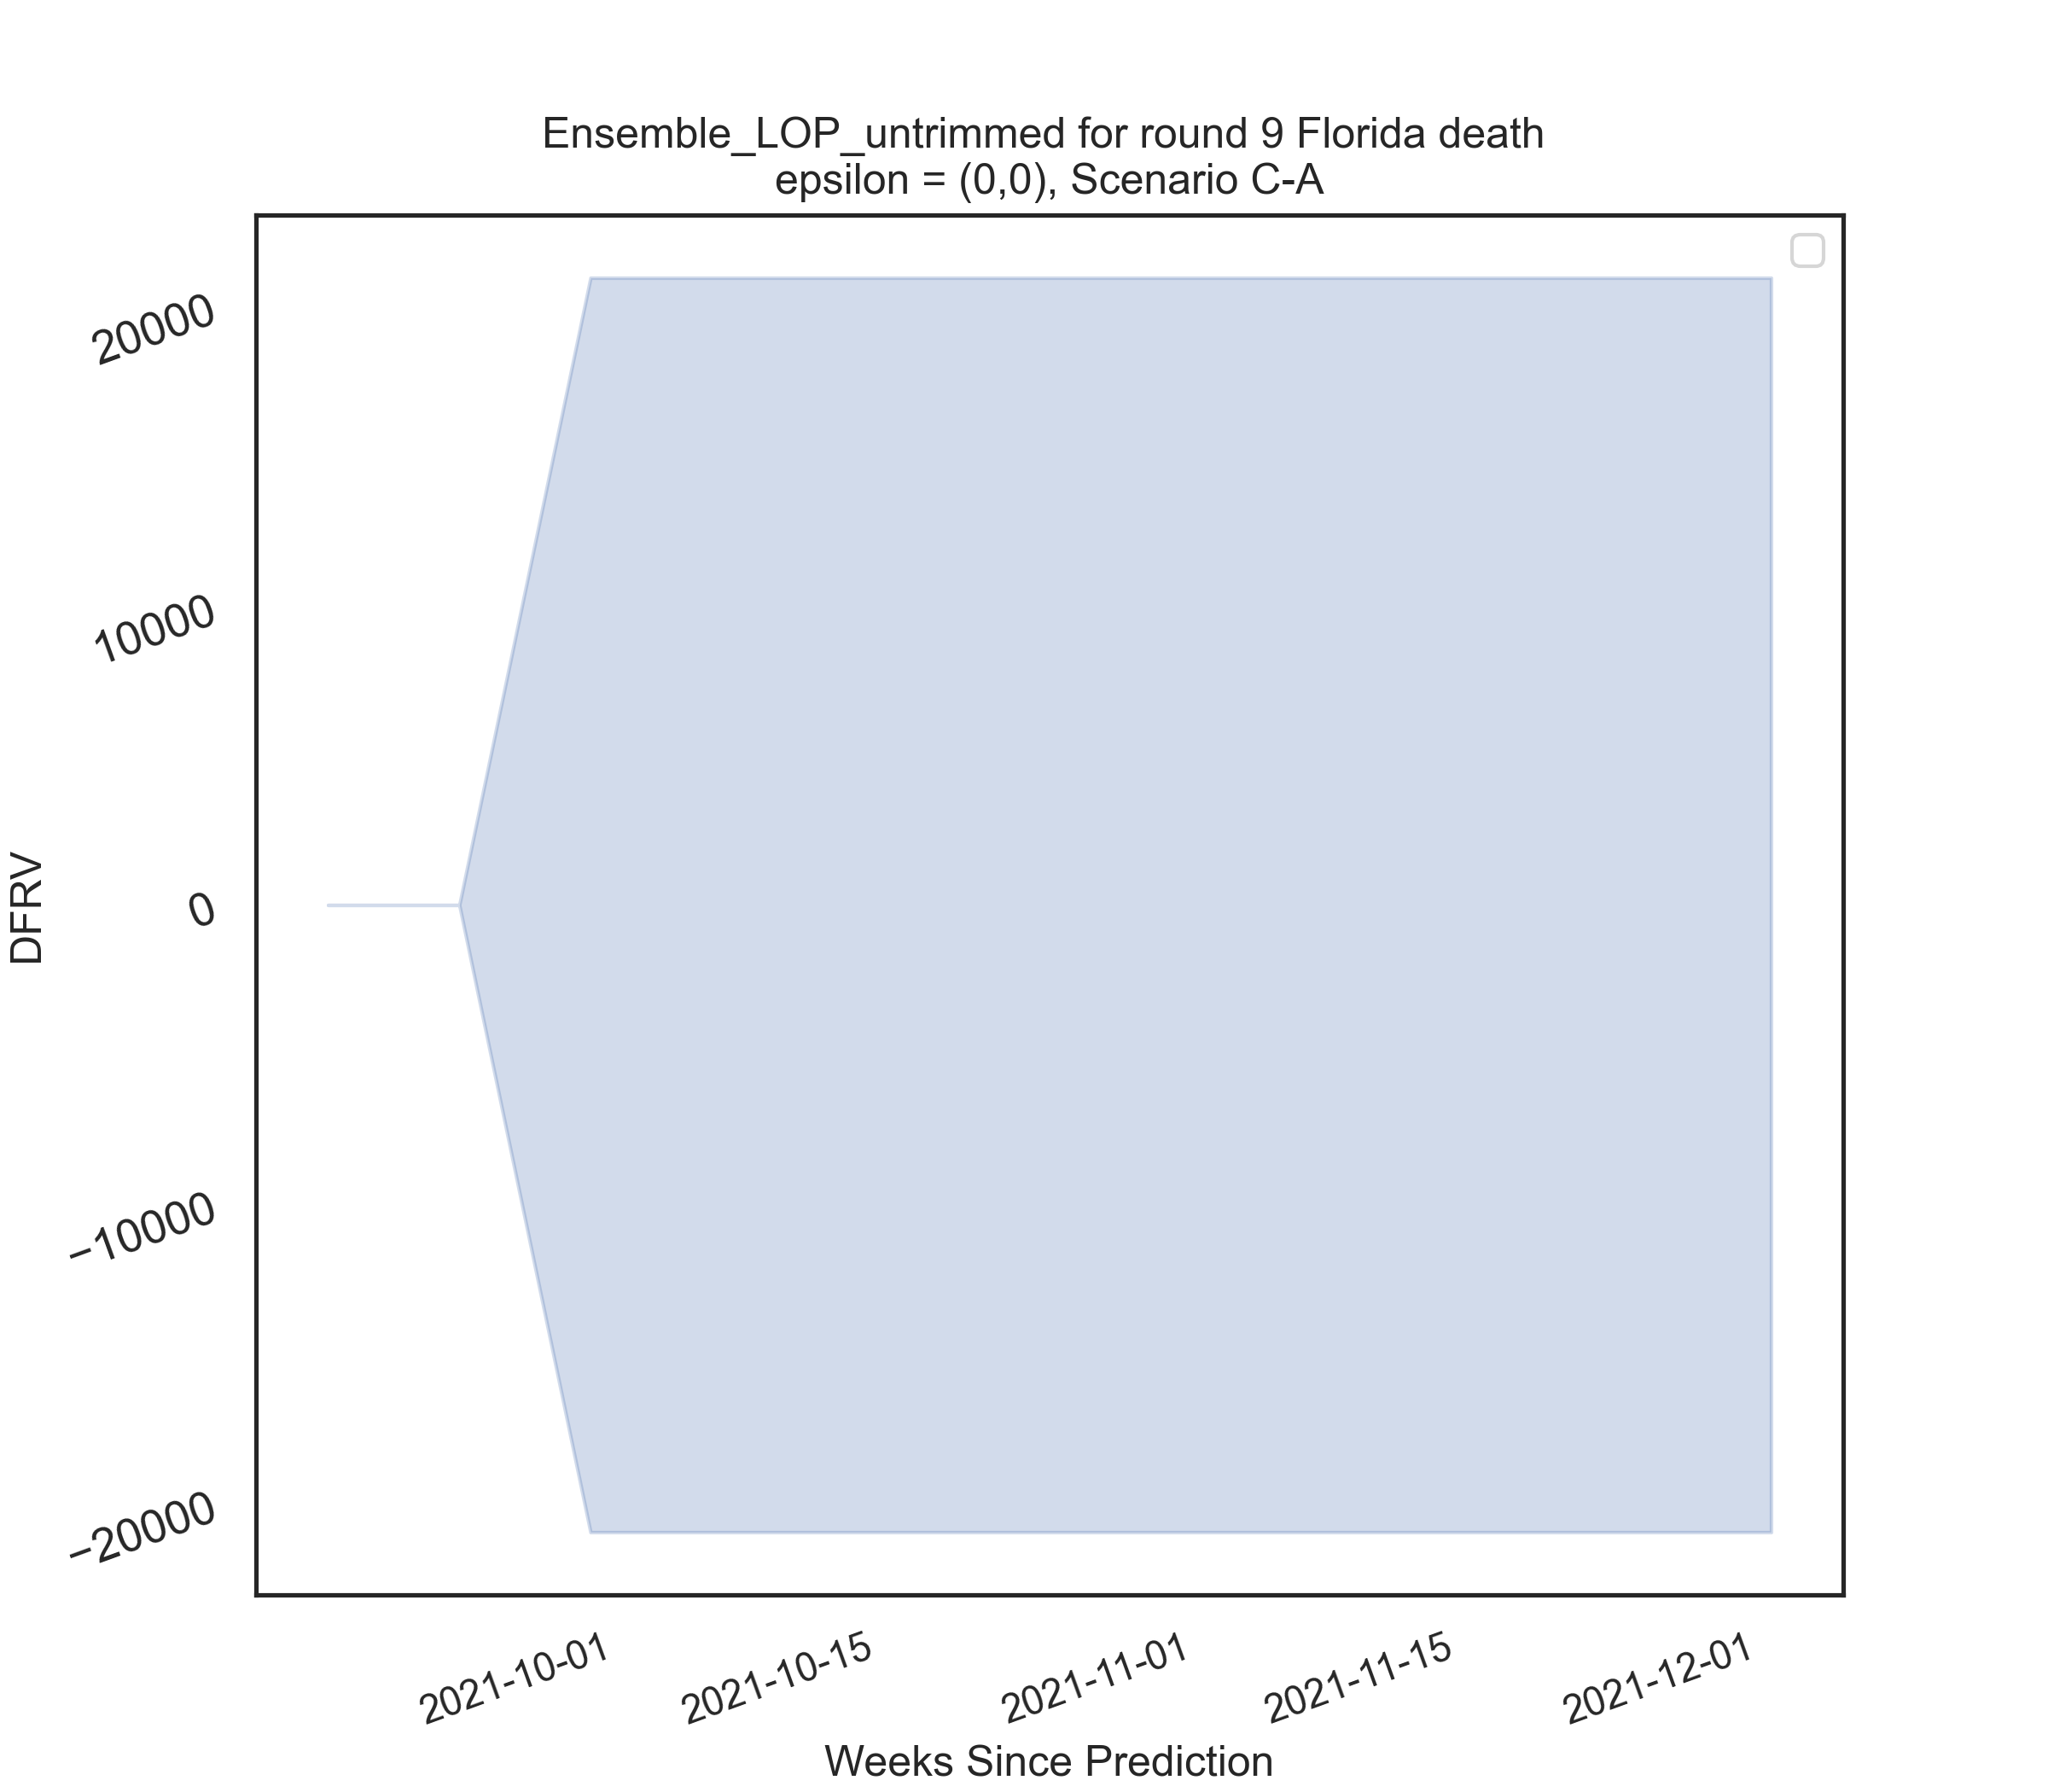 Ensemble_LOP_untrimmed for round 9 Florida death
epsilon = (0,0), Scenario C-A
20000
10000
0
−10000
−20000
DFRV
2021-10-01
2021-10-15
2021-11-01
2021-11-15
2021-12-01
Weeks Since Prediction